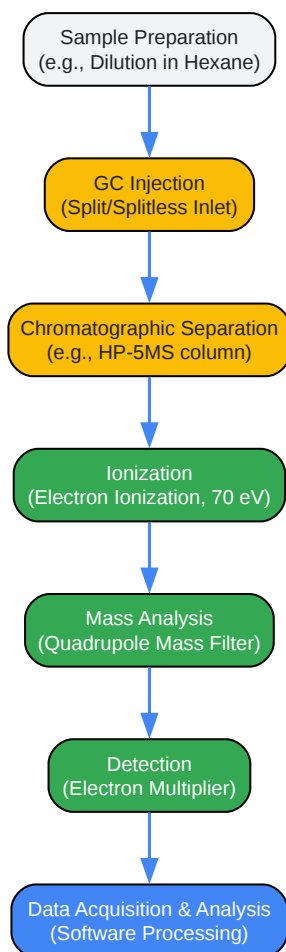 Sample Preparation
(e.g., Dilution in Hexane)
GC Injection
(Split/Splitless Inlet)
Chromatographic Separation
(e.g., HP-5MS column)
Ionization
(Electron Ionization, 70 eV)
Mass Analysis
(Quadrupole Mass Filter)
Detection
(Electron Multiplier)
Data Acquisition & Analysis
(Software Processing)